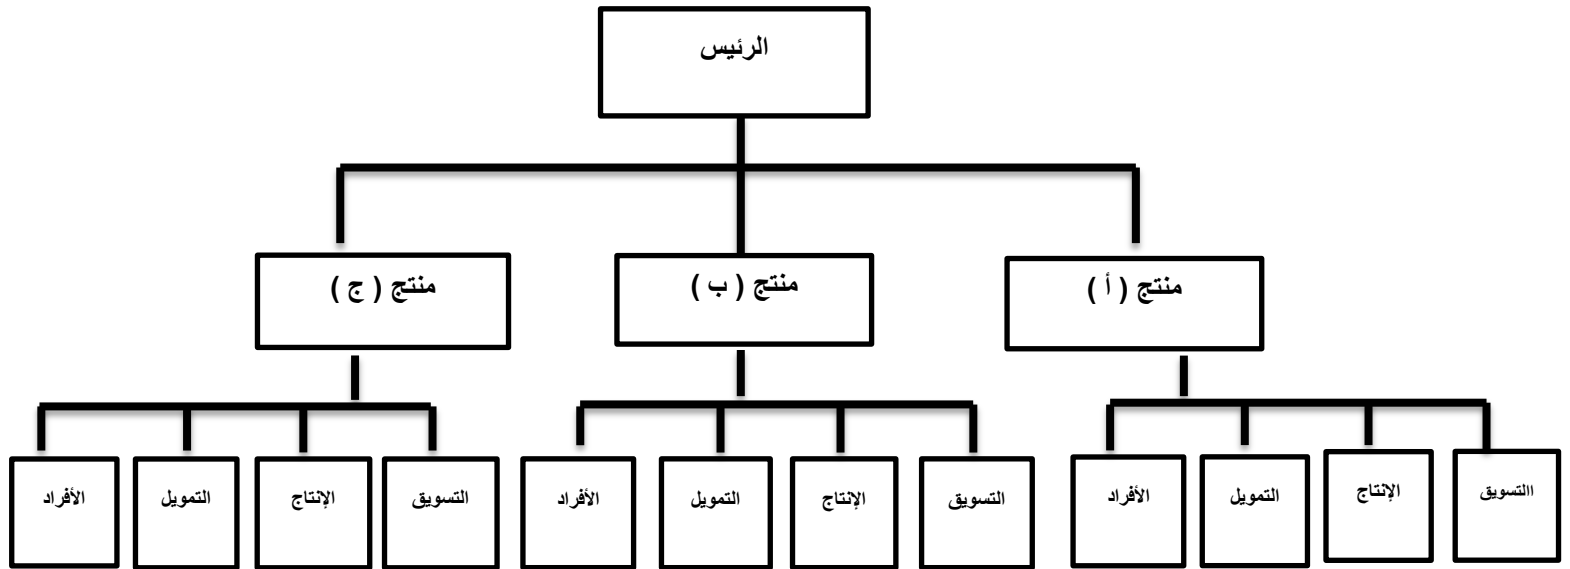 الرئيس
منتج ( أ )
منتج ( ب )
منتج ( ج )
االتسويق
الإنتاج
التمويل
الأفراد
التسويق
الإنتاج
التمويل
الأفراد
التسويق
الإنتاج
التمويل
الأفراد